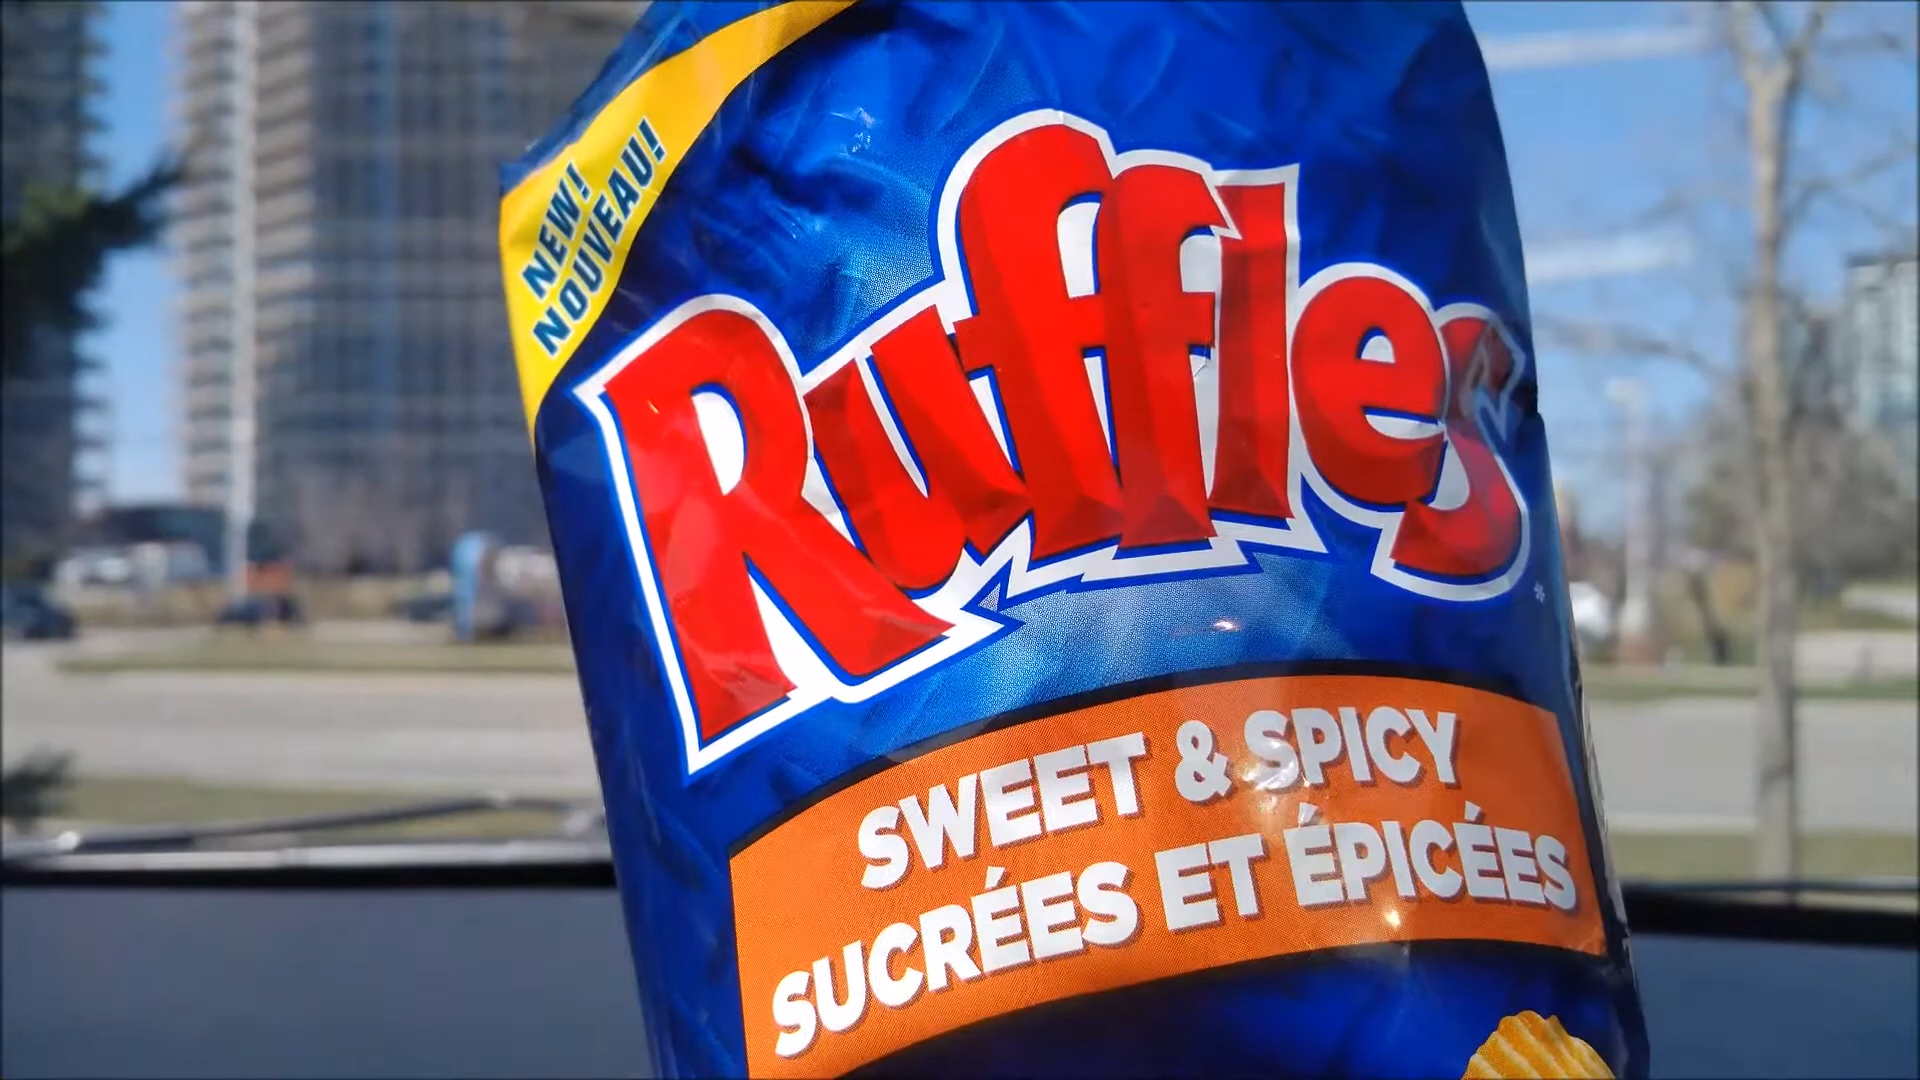 NEW!
NOUVEAU!
Ruffles
SWEET & SPICY
SUCRÉES ET ÉPICÉES